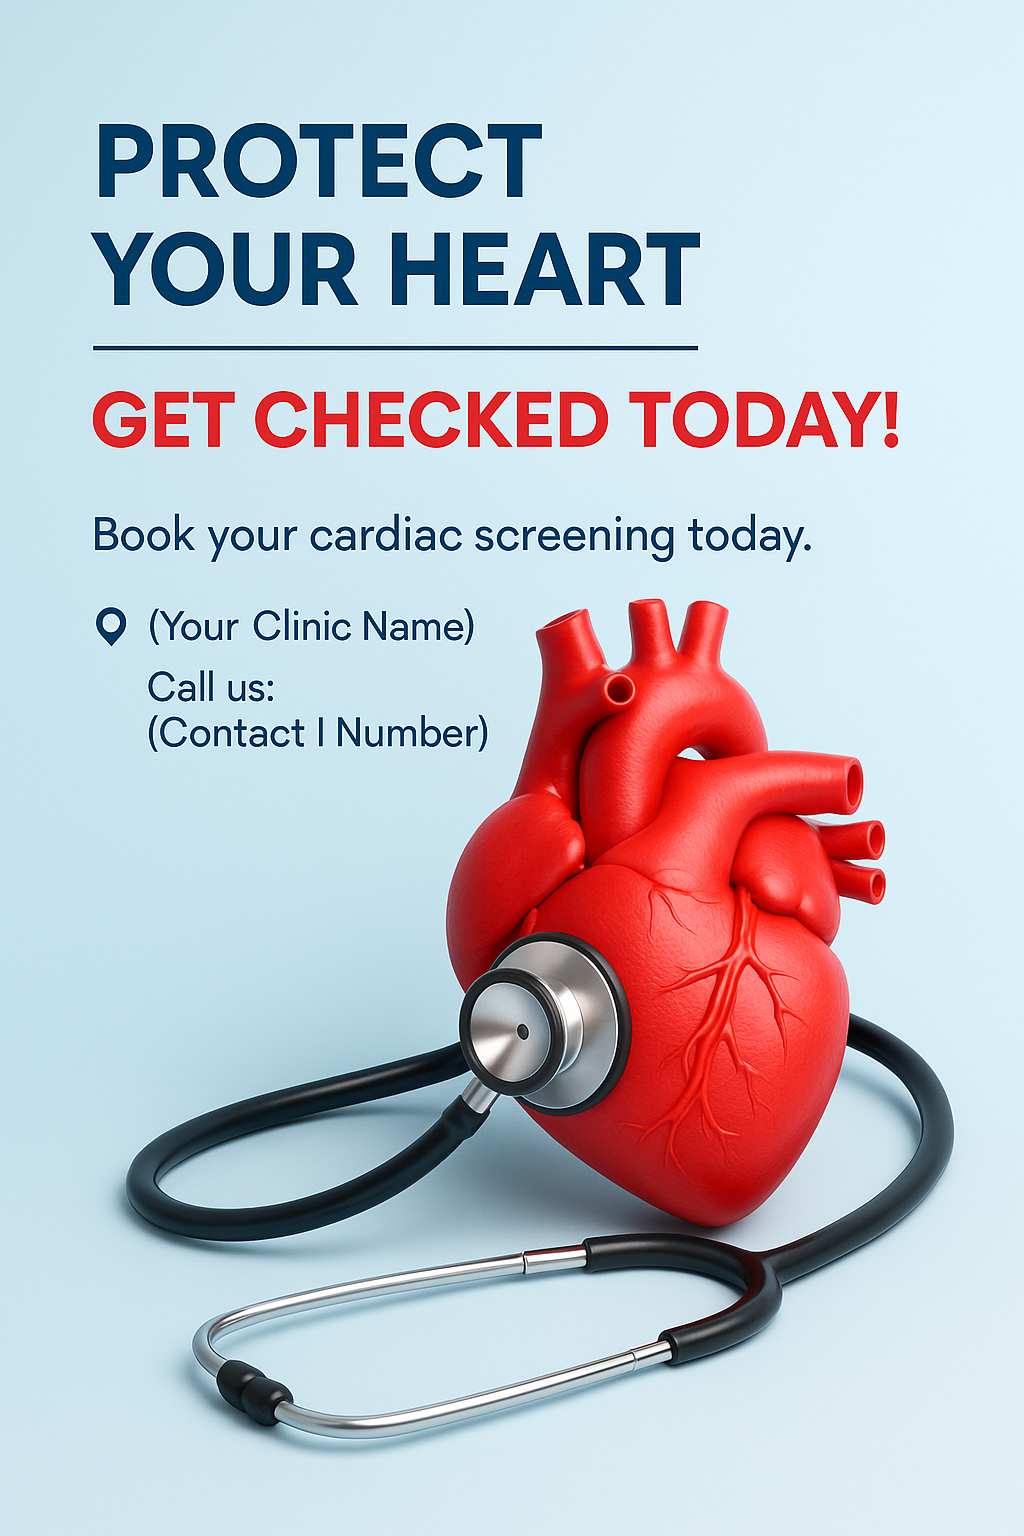 PROTECT
YOUR HEART
GET CHECKED TODAY!
Book your cardiac screening today.
(Your Clinic Name)
Call us:
(Contact I Number)